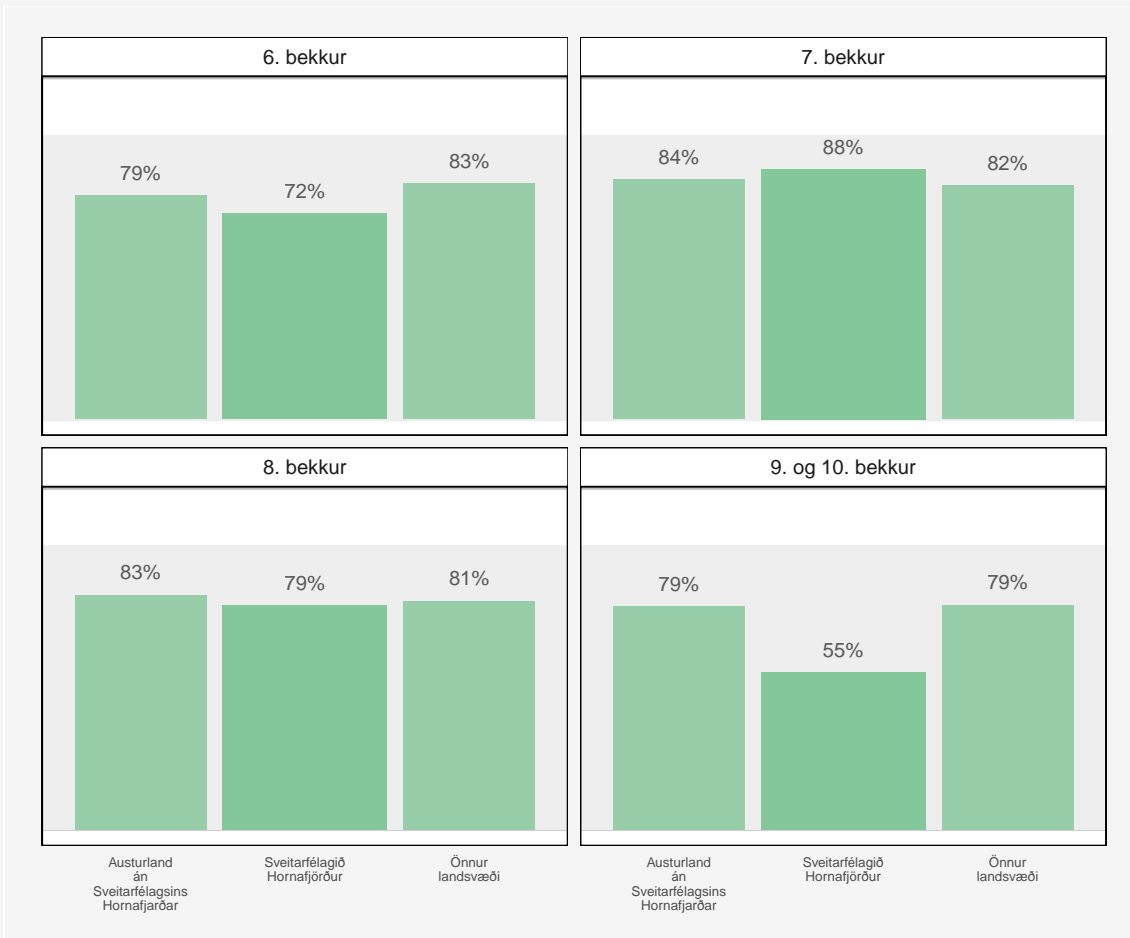 6. bekkur
79%
72%
83%
7. bekkur
84%
88%
82%
8. bekkur
83%
79%
81%
9. og 10. bekkur
79%
55%
79%
Austurland
án
Sveitarfélagsins
Hornafjarðar
Sveitarfélagið
Hornafjörður
Önnur
landsvæði
Austurland
án
Sveitarfélagsins
Hornafjarðar
Sveitarfélagið
Hornafjörður
Önnur
landsvæði